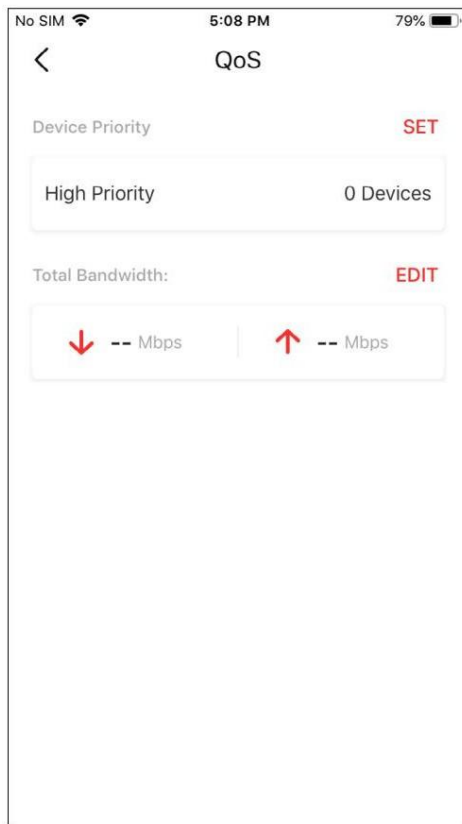 No SIM 5:08 PM 79%
QoS
Device Priority SET
High Priority 0 Devices
Total Bandwidth: EDIT
-- Mbps -- Mbps